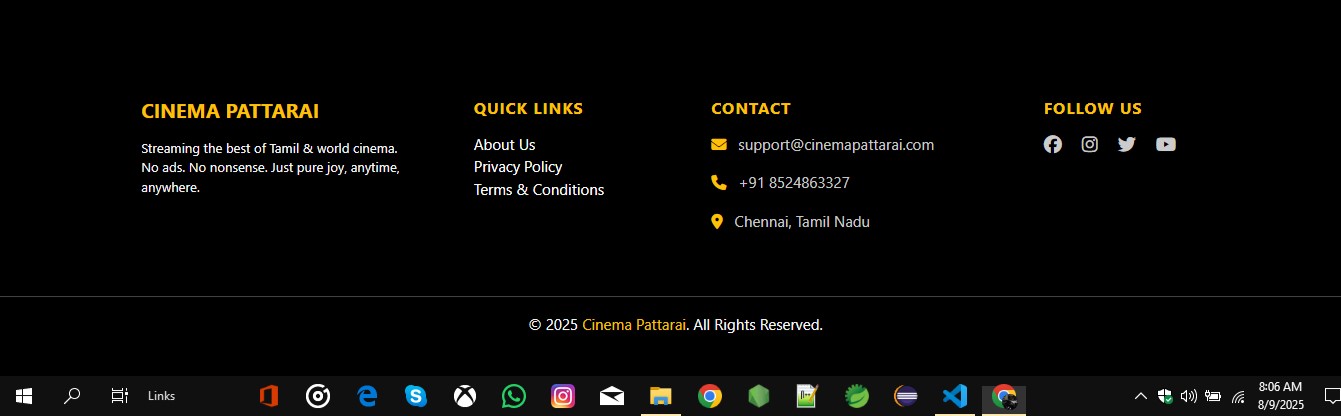 CINEMA PATTARAI
Streaming the best of Tamil & world cinema.
No ads. No nonsense. Just pure joy, anytime,
anywhere.
QUICK LINKS
About Us
Privacy Policy
Terms & Conditions
CONTACT
support@cinemapattarai.com
+91 8524863327
Chennai, Tamil Nadu
FOLLOW US
© 2025 Cinema Pattarai. All Rights Reserved.
Links
8:06 AM
8/9/2025